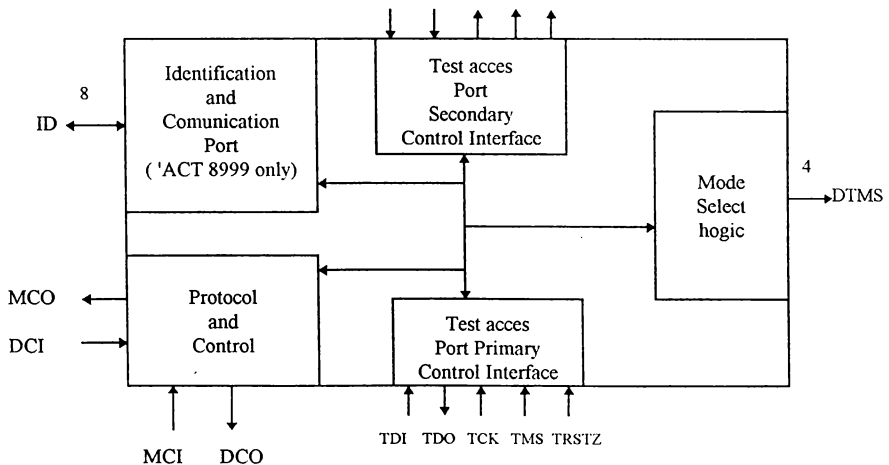 Identification
and
Comunication
Port
( 'ACT 8999 only)
8
ID
Test acces
Port
Secondary
Control Interface
Mode
Select
hogic
4
DTMS
MCO
DCI
Protocol
and
Control
Test acces
Port Primary
Control Interface
TDI TDO TCK TMS TRSTZ
MCI DCO